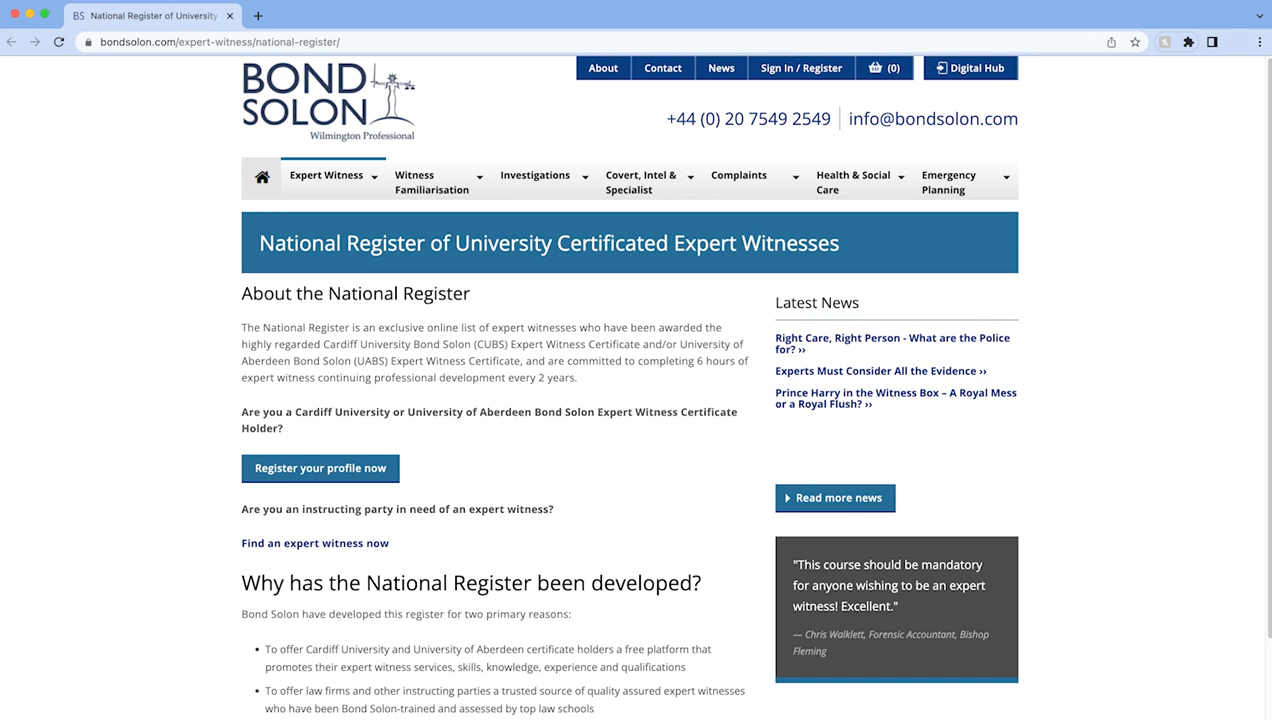 BS National Register of University
bondsolon.com/expert-witness/national-register/
BOND
SOLON
Wilmington Professional
About
Contact
News
Sign In / Register
(0)
Digital Hub
+44 (0) 20 7549 2549
info@bondsolon.com
Expert Witness
Witness
Familiarisation
Investigations
Covert, Intel &
Specialist
Complaints
Health & Social
Care
Emergency
Planning
National Register of University Certificated Expert Witnesses
About the National Register
The National Register is an exclusive online list of expert witnesses who have been awarded the
highly regarded Cardiff University Bond Solon (CUBS) Expert Witness Certificate and/or University of
Aberdeen Bond Solon (UABS) Expert Witness Certificate, and are committed to completing 6 hours of
expert witness continuing professional development every 2 years.
Are you a Cardiff University or University of Aberdeen Bond Solon Expert Witness Certificate
Holder?
Register your profile now
Are you an instructing party in need of an expert witness?
Find an expert witness now
Why has the National Register been developed?
Bond Solon have developed this register for two primary reasons:
• To offer Cardiff University and University of Aberdeen certificate holders a free platform that
promotes their expert witness services, skills, knowledge, experience and qualifications
• To offer law firms and other instructing parties a trusted source of quality assured expert witnesses
who have been Bond Solon-trained and assessed by top law schools
Latest News
Right Care, Right Person - What are the Police
for? ››
Experts Must Consider All the Evidence ››
Prince Harry in the Witness Box – A Royal Mess
or a Royal Flush? ››
Read more news
"This course should be mandatory
for anyone wishing to be an expert
witness! Excellent."
— Chris Walklett, Forensic Accountant, Bishop
Fleming